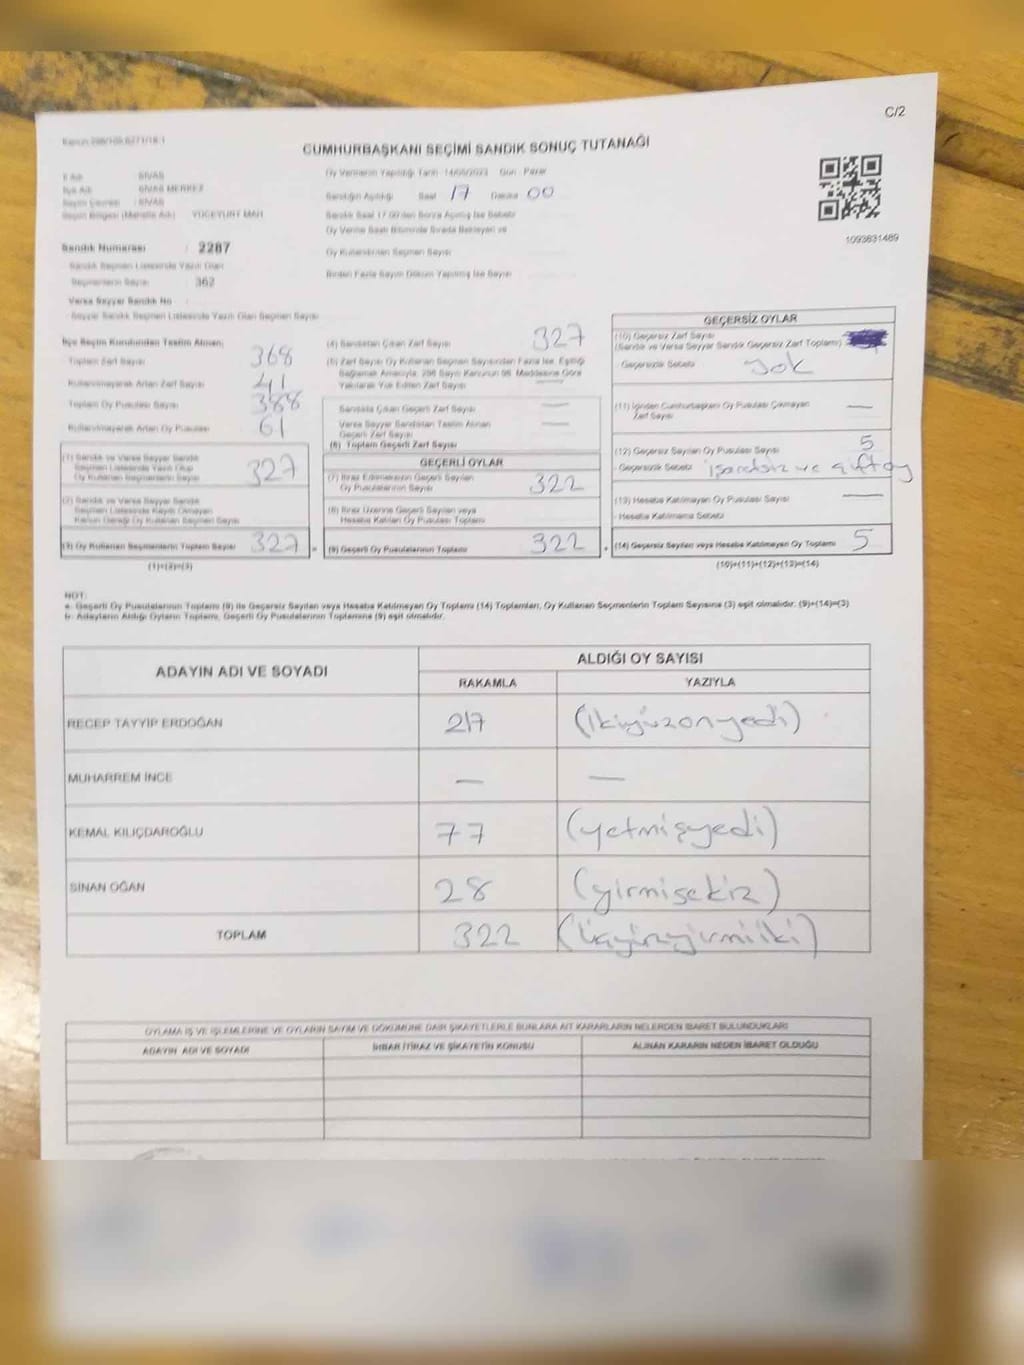 C/2
CUMHURBAŞKANI SEÇİMİ SANDIK SONUÇ TUTANAĞI
İl Adı : SİVAS
İlçe Adı : SİVAS MERKEZ
Seçim Çevresi : SİVAS
Seçim Bölgesi (Mahalle Adı) : YÜCEYURT MAH.
Sandık Numarası : 2287
Sandık Seçmen Listesinde Yazılı Olan
Seçmenlerin Sayısı : 362
Varsa Seyyar Sandık No :
Seyyar Sandık Seçmen Listesinde Yazılı Olan Seçmen Sayısı
Oy Vermenin Yapıldığı Tarih : 14/05/2023 Gün : Pazar
Sandığın Açıldığı Saat 17 Dakika 00
Sandık Saat 17.00'den Sonra Açılmış İse Sebebi
Oy Verme Saati Bitiminde Sırada Bekleyen ve
Oy Kullandırılan Seçmen Sayısı
Birden Fazla Sayım Döküm Yapılmış İse Sayısı
1093631489
İlçe Seçim Kurulundan Teslim Alınan;
Toplam Zarf Sayısı 368
Kullanılmayarak Artan Zarf Sayısı 41
Toplam Oy Pusulası Sayısı 388
Kullanılmayarak Artan Oy Pusulası 61
(1) Sandık ve Varsa Seyyar Sandık
Seçmen Listesinde Yazılı Olup
Oy Kullanan Seçmenlerin Sayısı 327
(2) Sandık ve Varsa Seyyar Sandık
Seçmen Listesinde Kaydı Olmayan
Kanun Gereği Oy Kullanan Seçmen Sayısı
(3) Oy Kullanan Seçmenlerin Toplam Sayısı 327
(1)+(2)=(3)
(4) Sandıktan Çıkan Zarf Sayısı 327
(5) Zarf Sayısı Oy Kullanan Seçmen Sayısından Fazla İse, Eşitliği
Sağlamak Amacıyla, 298 Sayılı Kanunun 98. Maddesine Göre
Yakılarak Yok Edilen Zarf Sayısı —
Sandıkta Çıkan Geçerli Zarf Sayısı —
Varsa Seyyar Sandıktan Teslim Alınan
Geçerli Zarf Sayısı —
(6) Toplam Geçerli Zarf Sayısı
GEÇERLİ OYLAR
(7) İtiraz Edilmeksizin Geçerli Sayılan
Oy Pusulalarının Sayısı 322
(8) İtiraz Üzerine Geçerli Sayılan veya
Hesaba Katılan Oy Pusulası Toplamı
(9) Geçerli Oy Pusulalarının Toplamı 322
GEÇERSİZ OYLAR
(10) Geçersiz Zarf Sayısı
(Sandık ve Varsa Seyyar Sandık Geçersiz Zarf Toplamı)
Geçersizlik Sebebi yok
(11) İçinden Cumhurbaşkanı Oy Pusulası Çıkmayan
Zarf Sayısı —
(12) Geçersiz Sayılan Oy Pusulası Sayısı 5
Geçersizlik Sebebi işaretsiz ve çift oy
(13) Hesaba Katılmayan Oy Pusulası Sayısı —
Hesaba Katılmama Sebebi
(14) Geçersiz Sayılan veya Hesaba Katılmayan Oy Toplamı 5
(10)+(11)+(12)+(13)=(14)
NOT:
a- Geçerli Oy Pusulalarının Toplamı (9) ile Geçersiz Sayılan veya Hesaba Katılmayan Oy Toplamı (14) Toplamları, Oy Kullanan Seçmenlerin Toplam Sayısına (3) eşit olmalıdır. (9)+(14)=(3)
b- Adayların Aldığı Oyların Toplamı, Geçerli Oy Pusulalarının Toplamına (9) eşit olmalıdır.
ADAYIN ADI VE SOYADI ALDIĞI OY SAYISI
RAKAMLA YAZIYLA
RECEP TAYYİP ERDOĞAN 217 (ikiyüzonyedi)
MUHARREM İNCE — —
KEMAL KILIÇDAROĞLU 77 (yetmişyedi)
SİNAN OĞAN 28 (yirmisekiz)
TOPLAM 322 (üçyüzyirmiiki)
OYLAMA İŞ VE İŞLEMLERİNE VE OYLARIN SAYIM VE DÖKÜMÜNE DAİR ŞİKAYETLERLE BUNLARA AİT KARARLARIN NELERDEN İBARET BULUNDUKLARI
ADAYIN ADI VE SOYADI İHBAR İTİRAZ VE ŞİKAYETİN KONUSU ALINAN KARARIN NEDEN İBARET OLDUĞU